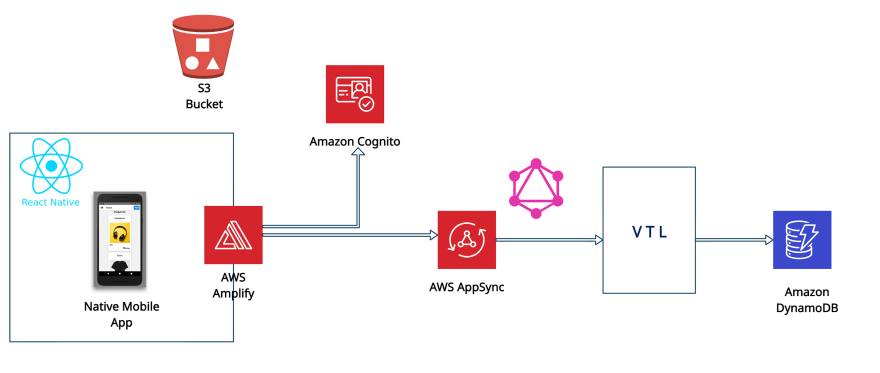 S3
Bucket
Amazon Cognito
React Native
AWS
Amplify
Native Mobile
App
AWS AppSync
VTL
Amazon
DynamoDB